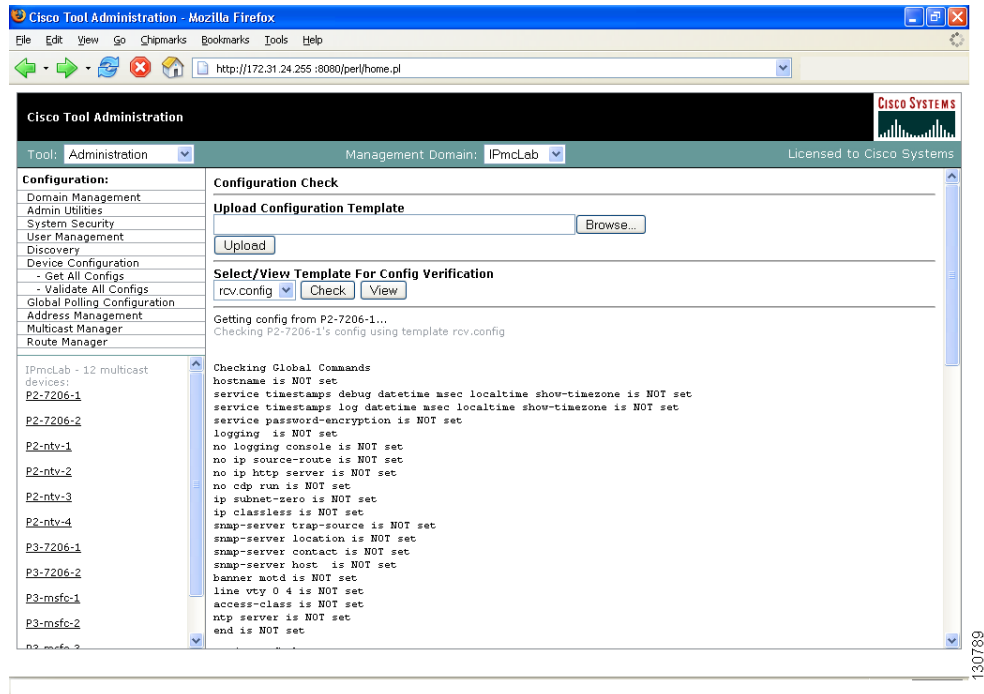 Cisco Tool Administration - Mozilla Firefox
File Edit View Go Chipmarks Bookmarks Tools Help
http://172.31.24.255 :8080/perl/home.pl
Cisco Tool Administration
CISCO SYSTEMS
Tool: Administration Management Domain: IPmcLab Licensed to Cisco Systems
Configuration:
Domain Management
Admin Utilities
System Security
User Management
Discovery
Device Configuration
- Get All Configs
- Validate All Configs
Global Polling Configuration
Address Management
Multicast Manager
Route Manager
IPmcLab - 12 multicast
devices:
P2-7206-1
P2-7206-2
P2-ntv-1
P2-ntv-2
P2-ntv-3
P2-ntv-4
P3-7206-1
P3-7206-2
P3-msfc-1
P3-msfc-2
Configuration Check
Upload Configuration Template
Browse...
Upload
Select/View Template For Config Verification
rcv.config Check View
Getting config from P2-7206-1...
Checking P2-7206-1's config using template rcv.config
Checking Global Commands
hostname is NOT set
service timestamps debug datetime msec localtime show-timezone is NOT set
service timestamps log datetime msec localtime show-timezone is NOT set
service password-encryption is NOT set
logging  is NOT set
no logging console is NOT set
no ip source-route is NOT set
no ip http server is NOT set
no cdp run is NOT set
ip subnet-zero is NOT set
ip classless is NOT set
snmp-server trap-source is NOT set
snmp-server location is NOT set
snmp-server contact is NOT set
snmp-server host  is NOT set
banner motd is NOT set
line vty 0 4 is NOT set
access-class is NOT set
ntp server is NOT set
end is NOT set
130789